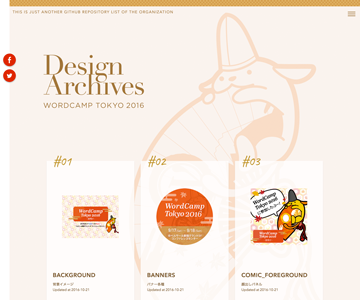 THIS IS JUST ANOTHER GITHUB REPOSITORY LIST OF THE ORGANIZATION
Design
Archives
WORDCAMP TOKYO 2016
#01
#02
#03
WordCamp
Tokyo 2016
WordCamp
Tokyo 2016
WordCamp
Tokyo 2016
BACKGROUND
背景イメージ
Updated at 2016-10-21
BANNERS
バナー各種
Updated at 2016-10-21
COMIC_FOREGROUND
顔出しパネル
Updated at 2016-10-21